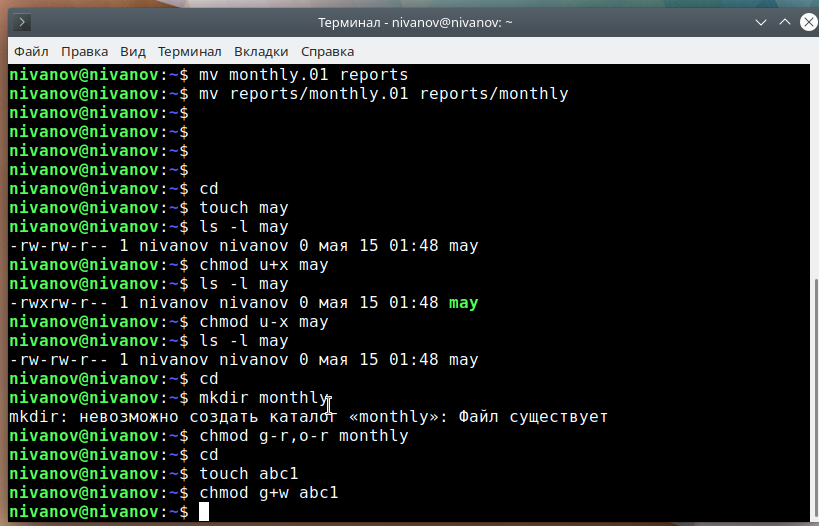 Терминал - nivanov@nivanov: ~
Файл Правка Вид Терминал Вкладки Справка
nivanov@nivanov:~$ mv monthly.01 reports
nivanov@nivanov:~$ mv reports/monthly.01 reports/monthly
nivanov@nivanov:~$
nivanov@nivanov:~$
nivanov@nivanov:~$
nivanov@nivanov:~$
nivanov@nivanov:~$ cd
nivanov@nivanov:~$ touch may
nivanov@nivanov:~$ ls -l may
-rw-rw-r-- 1 nivanov nivanov 0 мая 15 01:48 may
nivanov@nivanov:~$ chmod u+x may
nivanov@nivanov:~$ ls -l may
-rwxrw-r-- 1 nivanov nivanov 0 мая 15 01:48 may
nivanov@nivanov:~$ chmod u-x may
nivanov@nivanov:~$ ls -l may
-rw-rw-r-- 1 nivanov nivanov 0 мая 15 01:48 may
nivanov@nivanov:~$ cd
nivanov@nivanov:~$ mkdir monthly
mkdir: невозможно создать каталог «monthly»: Файл существует
nivanov@nivanov:~$ chmod g-r,o-r monthly
nivanov@nivanov:~$ cd
nivanov@nivanov:~$ touch abc1
nivanov@nivanov:~$ chmod g+w abc1
nivanov@nivanov:~$